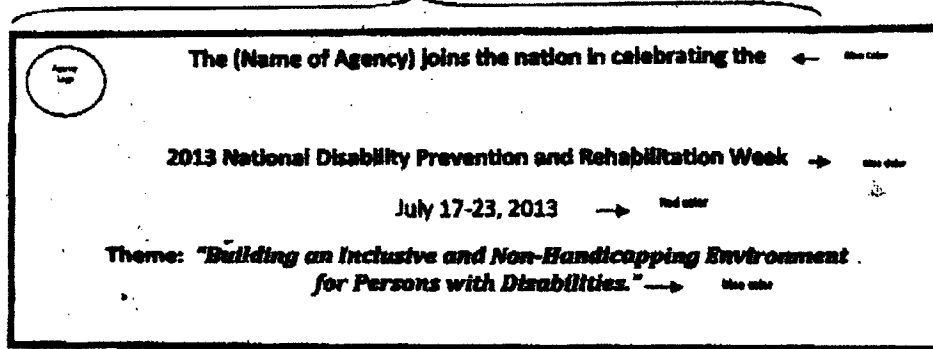 Agency
Logo
The (Name of Agency) joins the nation in celebrating the ← Blue color
2013 National Disability Prevention and Rehabilitation Week → Blue color
July 17-23, 2013 → Red color
Theme: "Building an Inclusive and Non-Handicapping Environment
for Persons with Disabilities." → blue color